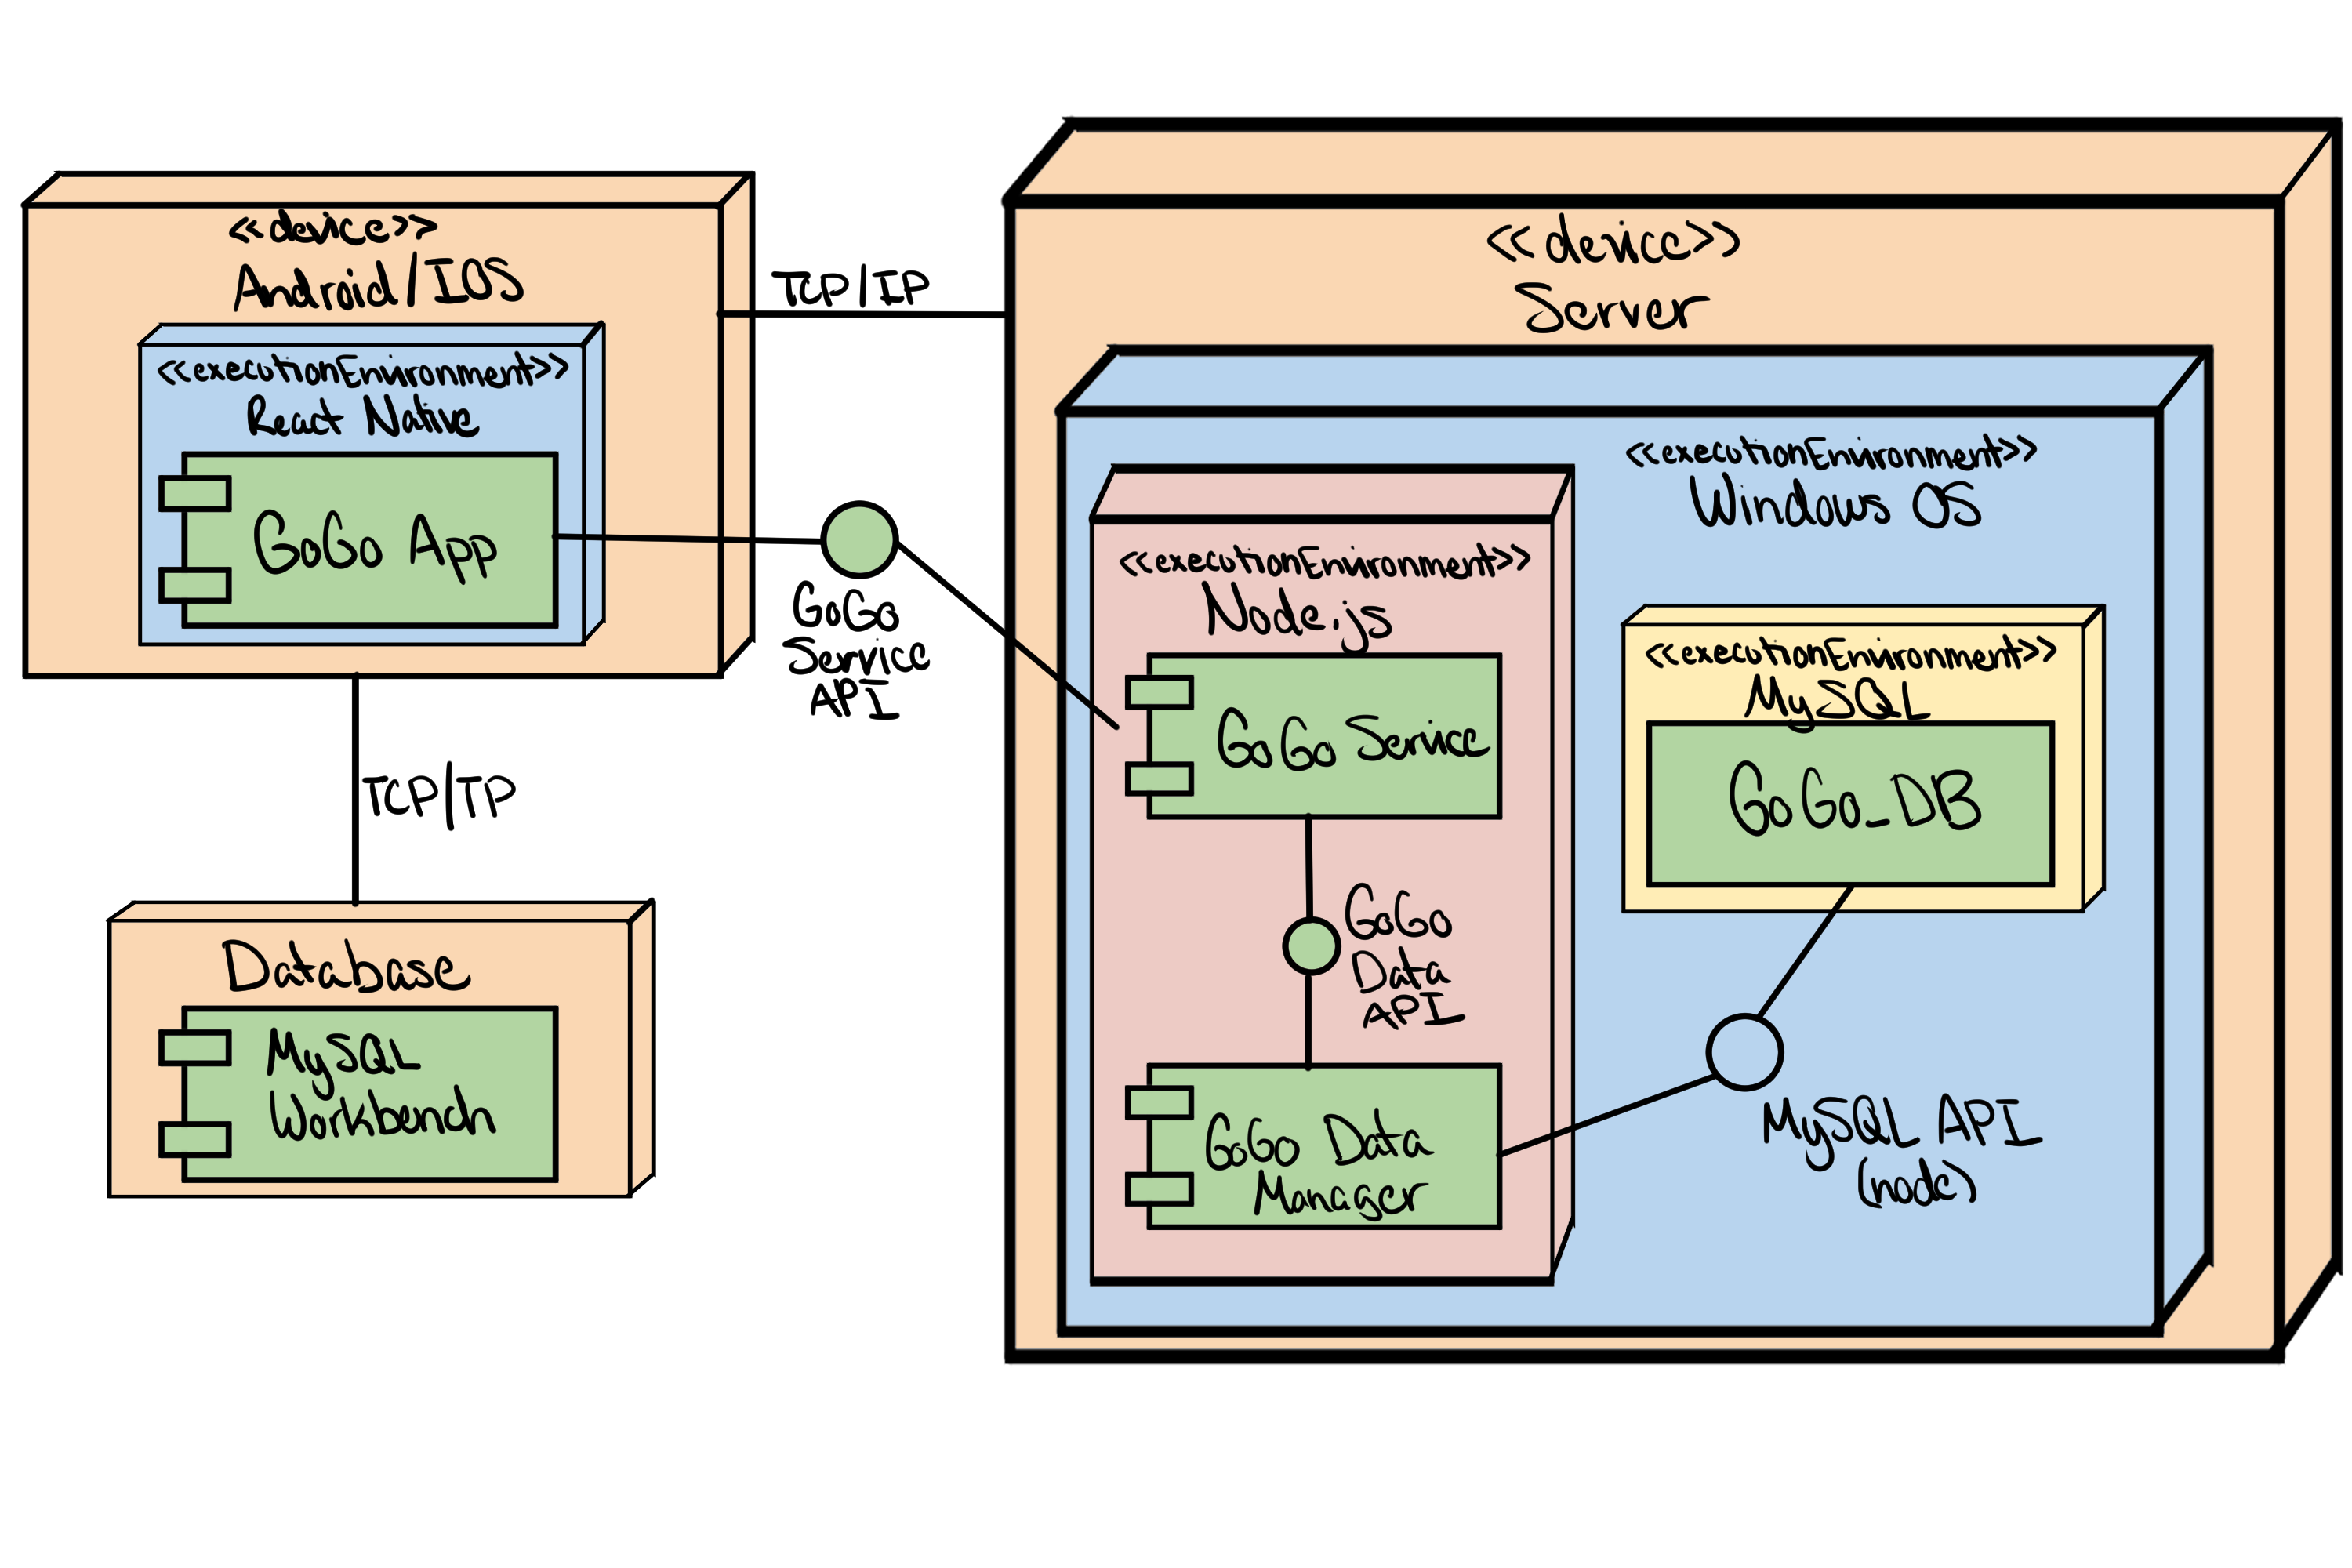 <<device>>
Android/IOS
<<executionEnvironment>>
React Native
GoGo App
TCP/IP
GoGo
Service
API
TCP/IP
Database
MySQL
Workbench
<<device>>
Server
<<executionEnvironment>>
Windows OS
<<executionEnvironment>>
Node.js
GoGo Service
GoGo
Data
API
GoGo Data
Manager
<<executionEnvironment>>
MySQL
GoGo_DB
MySQL API
(node)